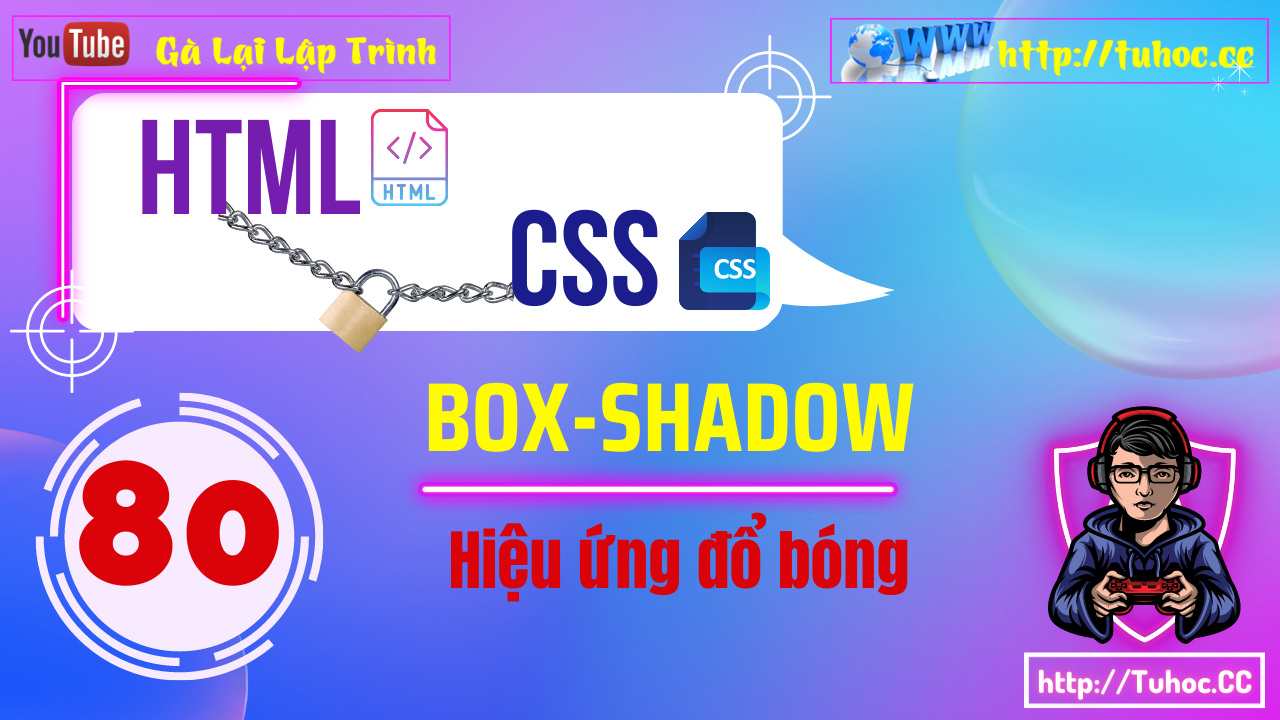 YouTube
Gà Lại Lập Trình
WWW
http://tuhoc.cc
HTML
</>
HTML
CSS
CSS
BOX-SHADOW
80
Hiệu ứng đổ bóng
http://Tuhoc.CC